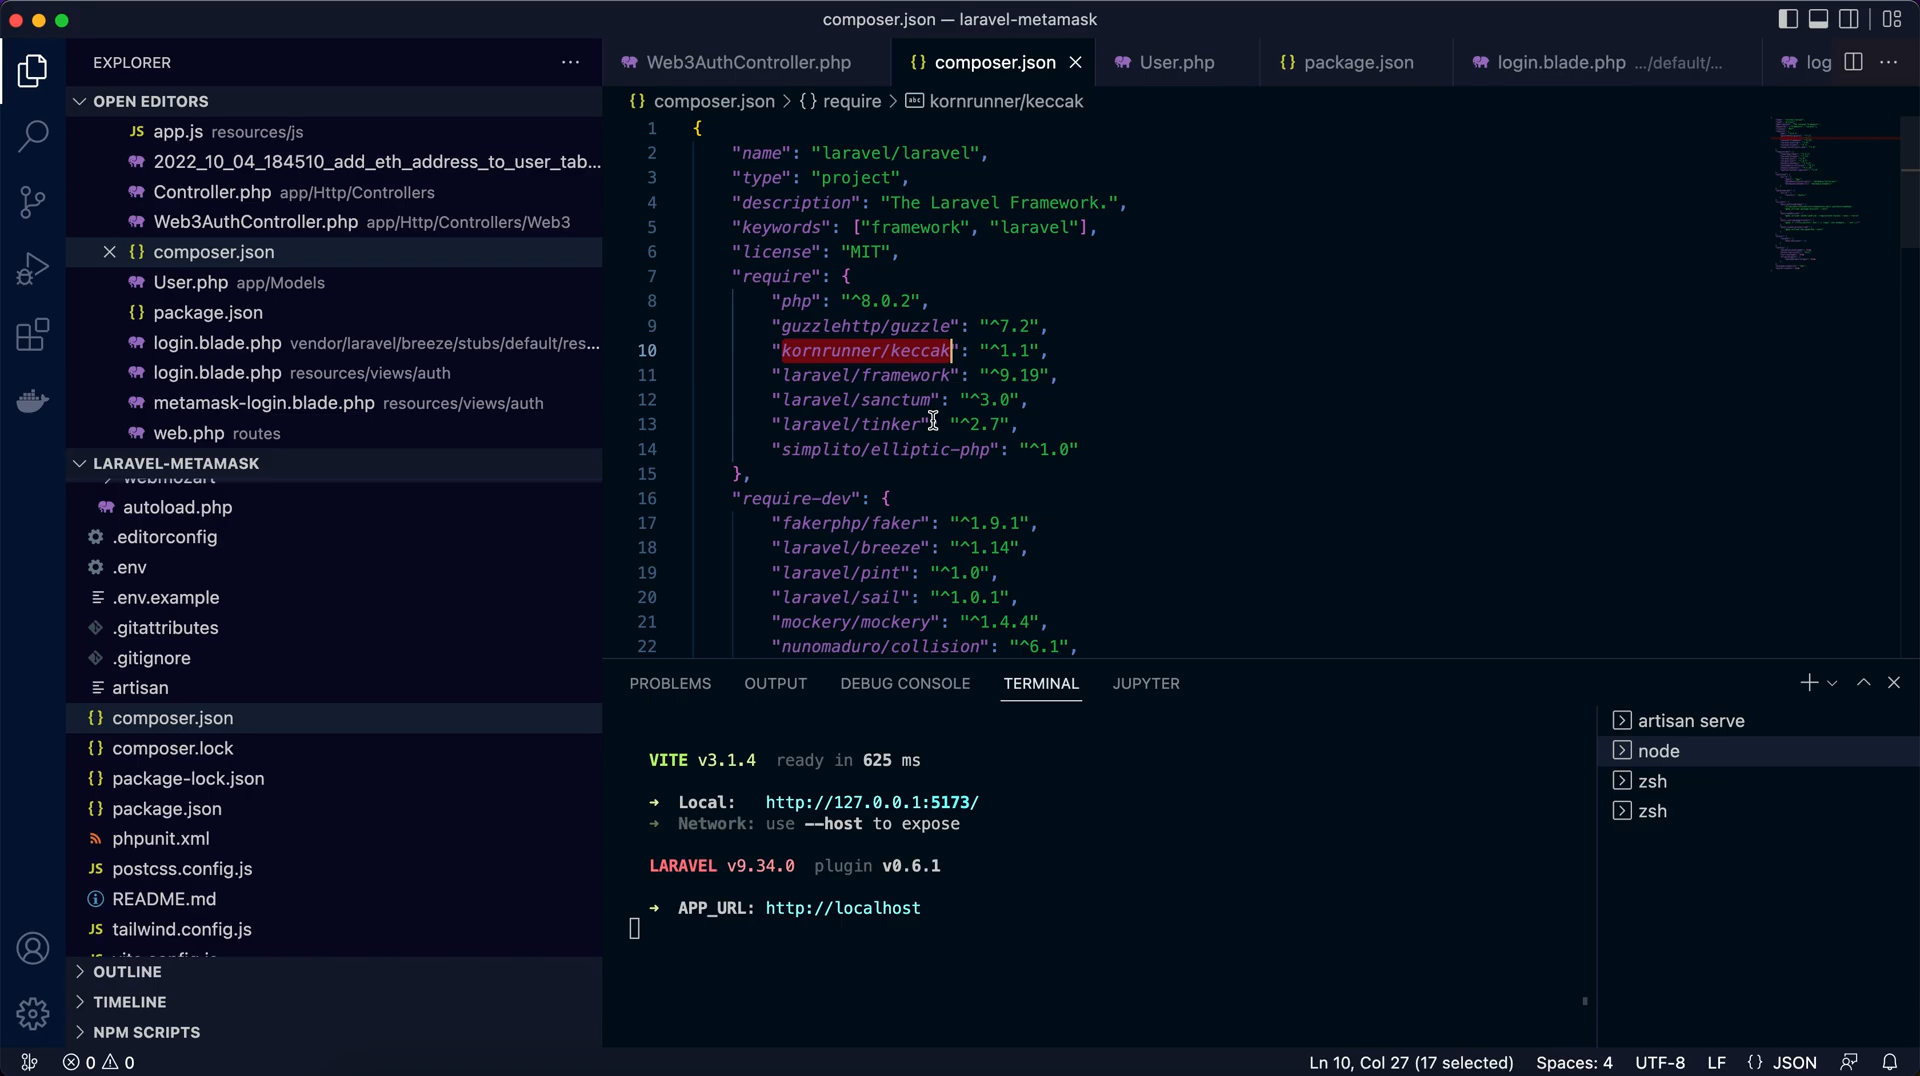 composer.json — laravel-metamask
EXPLORER
OPEN EDITORS
JS app.js resources/js
2022_10_04_184510_add_eth_address_to_user_tab...
Controller.php app/Http/Controllers
Web3AuthController.php app/Http/Controllers/Web3
{} composer.json
User.php app/Models
{} package.json
login.blade.php vendor/laravel/breeze/stubs/default/res...
login.blade.php resources/views/auth
metamask-login.blade.php resources/views/auth
web.php routes
LARAVEL-METAMASK
webmozart
autoload.php
.editorconfig
.env
.env.example
.gitattributes
.gitignore
artisan
{} composer.json
{} composer.lock
{} package-lock.json
{} package.json
phpunit.xml
JS postcss.config.js
README.md
JS tailwind.config.js
OUTLINE
TIMELINE
NPM SCRIPTS
Web3AuthController.php {} composer.json User.php {} package.json login.blade.php .../default/... log
{} composer.json > {} require > abc kornrunner/keccak
1 {
2 "name": "laravel/laravel",
3 "type": "project",
4 "description": "The Laravel Framework.",
5 "keywords": ["framework", "laravel"],
6 "license": "MIT",
7 "require": {
8 "php": "^8.0.2",
9 "guzzlehttp/guzzle": "^7.2",
10 "kornrunner/keccak": "^1.1",
11 "laravel/framework": "^9.19",
12 "laravel/sanctum": "^3.0",
13 "laravel/tinker": "^2.7",
14 "simplito/elliptic-php": "^1.0"
15 },
16 "require-dev": {
17 "fakerphp/faker": "^1.9.1",
18 "laravel/breeze": "^1.14",
19 "laravel/pint": "^1.0",
20 "laravel/sail": "^1.0.1",
21 "mockery/mockery": "^1.4.4",
22 "nunomaduro/collision": "^6.1",
PROBLEMS OUTPUT DEBUG CONSOLE TERMINAL JUPYTER
VITE v3.1.4 ready in 625 ms
➜ Local: http://127.0.0.1:5173/
➜ Network: use --host to expose
LARAVEL v9.34.0 plugin v0.6.1
➜ APP_URL: http://localhost
artisan serve
node
zsh
zsh
0 0
Ln 10, Col 27 (17 selected) Spaces: 4 UTF-8 LF {} JSON